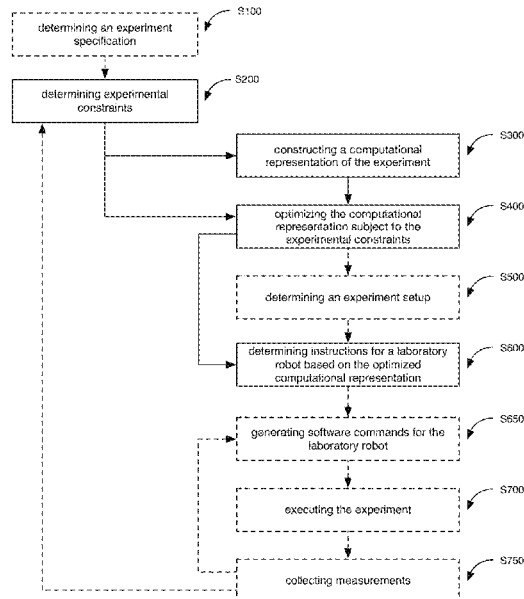 S100
determining an experiment
specification
S200
determining experimental
constraints
S300
constructing a computational
representation of the experiment
S400
optimizing the computational
representation subject to the
experimental constraints
S500
determining an experiment setup
S600
determining instructions for a laboratory
robot based on the optimized
computational representation
S650
generating software commands for the
laboratory robot
S700
executing the experiment
S750
collecting measurements